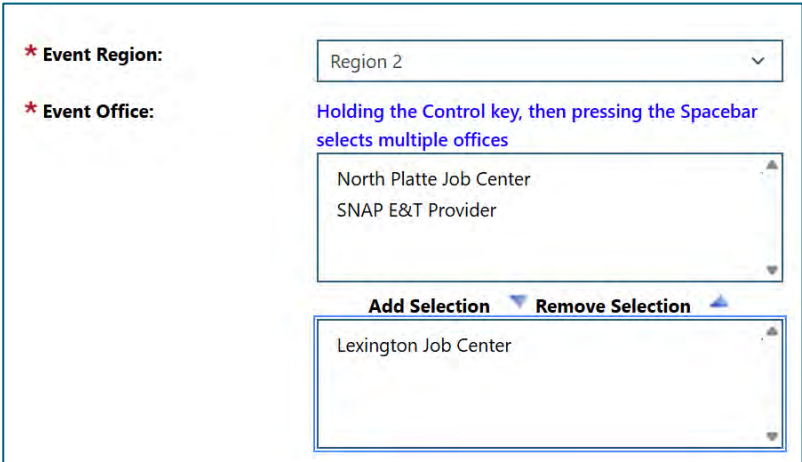 * Event Region:
Region 2
* Event Office:
Holding the Control key, then pressing the Spacebar
selects multiple offices
North Platte Job Center
SNAP E&T Provider
Add Selection Remove Selection
Lexington Job Center